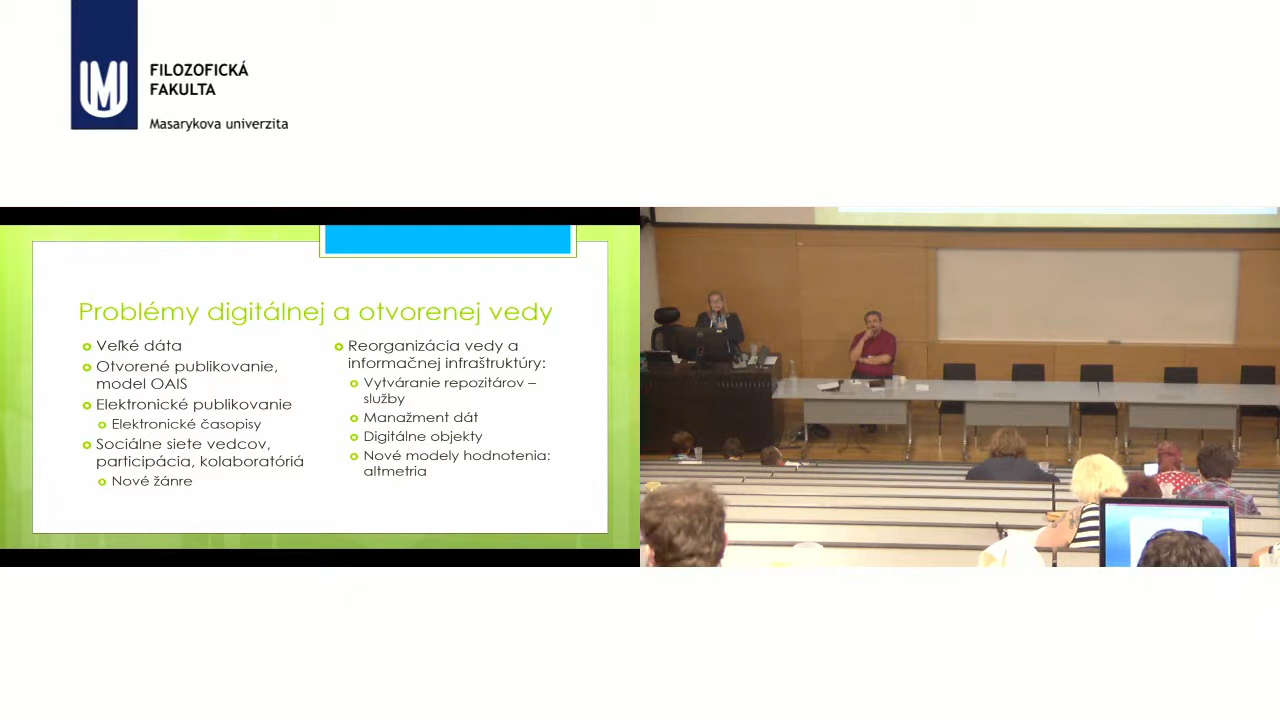 FILOZOFICKÁ
FAKULTA
Masarykova univerzita
Problémy digitálnej a otvorenej vedy
Veľké dáta
Otvorené publikovanie,
model OAIS
Elektronické publikovanie
Elektronické časopisy
Sociálne siete vedcov,
participácia, kolaboratóriá
Nové žánre
Reorganizácia vedy a
informačnej infraštruktúry:
Vytváranie repozitárov –
služby
Manažment dát
Digitálne objekty
Nové modely hodnotenia:
altmetria